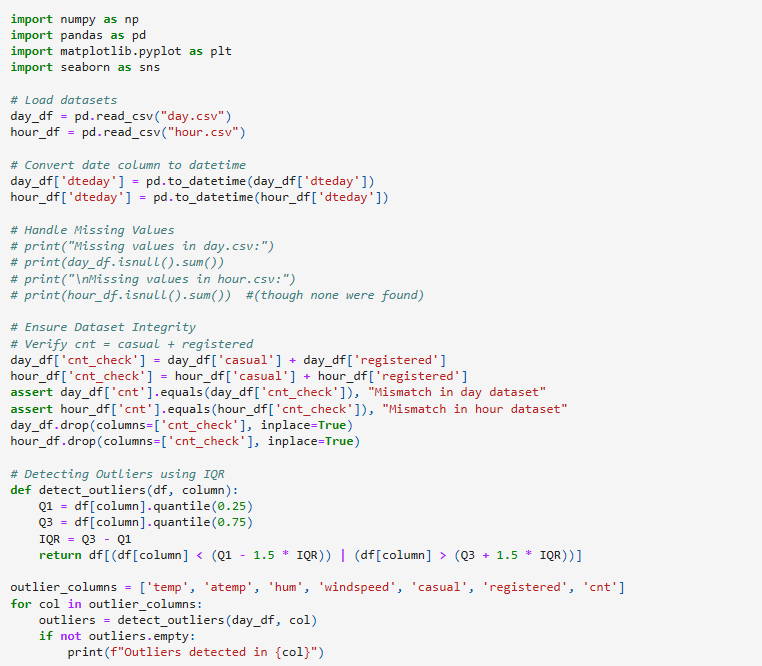 import numpy as np
import pandas as pd
import matplotlib.pyplot as plt
import seaborn as sns

# Load datasets
day_df = pd.read_csv("day.csv")
hour_df = pd.read_csv("hour.csv")

# Convert date column to datetime
day_df['dteday'] = pd.to_datetime(day_df['dteday'])
hour_df['dteday'] = pd.to_datetime(hour_df['dteday'])

# Handle Missing Values
# print("Missing values in day.csv:")
# print(day_df.isnull().sum())
# print("\nMissing values in hour.csv:")
# print(hour_df.isnull().sum())  #(though none were found)

# Ensure Dataset Integrity
# Verify cnt = casual + registered
day_df['cnt_check'] = day_df['casual'] + day_df['registered']
hour_df['cnt_check'] = hour_df['casual'] + hour_df['registered']
assert day_df['cnt'].equals(day_df['cnt_check']), "Mismatch in day dataset"
assert hour_df['cnt'].equals(hour_df['cnt_check']), "Mismatch in hour dataset"
day_df.drop(columns=['cnt_check'], inplace=True)
hour_df.drop(columns=['cnt_check'], inplace=True)

# Detecting Outliers using IQR
def detect_outliers(df, column):
    Q1 = df[column].quantile(0.25)
    Q3 = df[column].quantile(0.75)
    IQR = Q3 - Q1
    return df[(df[column] < (Q1 - 1.5 * IQR)) | (df[column] > (Q3 + 1.5 * IQR))]

outlier_columns = ['temp', 'atemp', 'hum', 'windspeed', 'casual', 'registered', 'cnt']
for col in outlier_columns:
    outliers = detect_outliers(day_df, col)
    if not outliers.empty:
        print(f"Outliers detected in {col}")